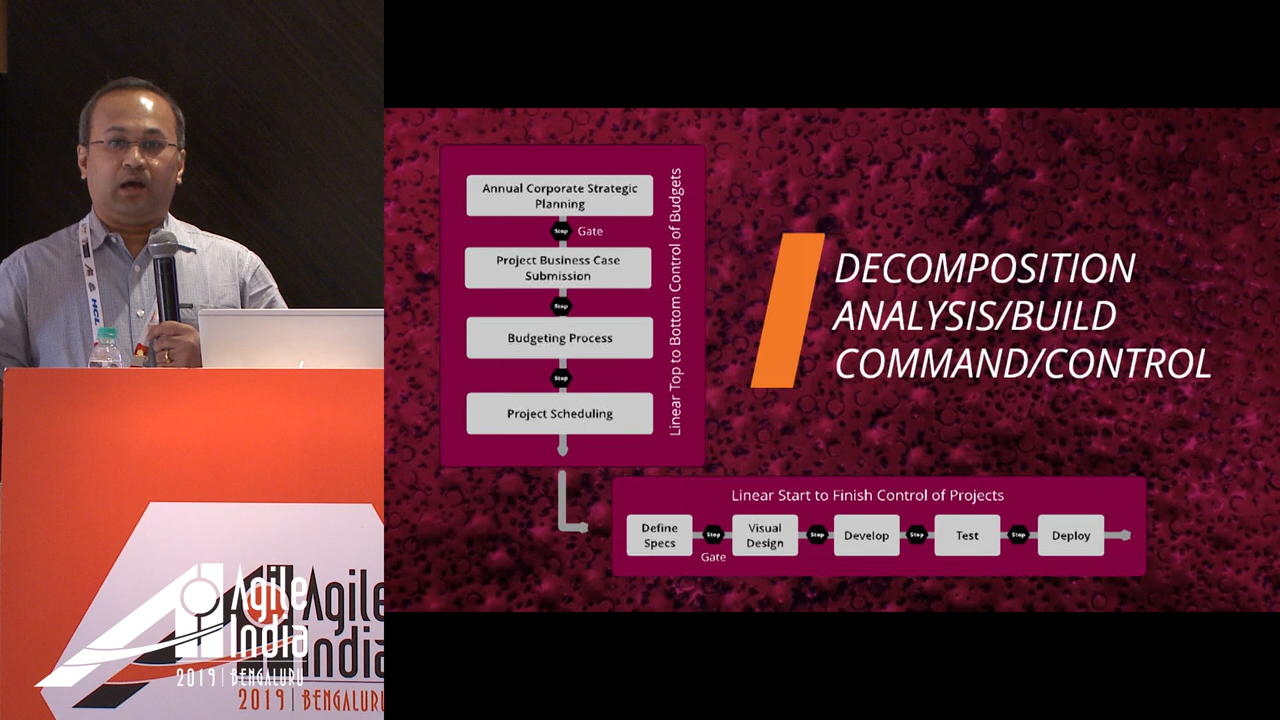 Annual Corporate Strategic
Planning
Stop
Gate
Project Business Case
Submission
Stop
Budgeting Process
Stop
Project Scheduling
Linear Top to Bottom Control of Budgets
DECOMPOSITION
ANALYSIS/BUILD
COMMAND/CONTROL
Linear Start to Finish Control of Projects
Define
Specs
Stop
Gate
Visual
Design
Stop
Develop
Stop
Test
Stop
Deploy
HCL
Agile
India
2019 | BENGALURU
Agile
India
2019 | BENGALURU